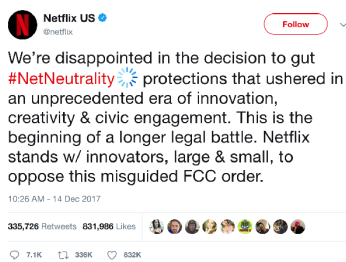 Netflix US
@netflix
Follow
We're disappointed in the decision to gut
#NetNeutrality protections that ushered in
an unprecedented era of innovation,
creativity & civic engagement. This is the
beginning of a longer legal battle. Netflix
stands w/ innovators, large & small, to
oppose this misguided FCC order.
10:26 AM - 14 Dec 2017
335,726 Retweets 831,986 Likes
7.1K 336K 832K